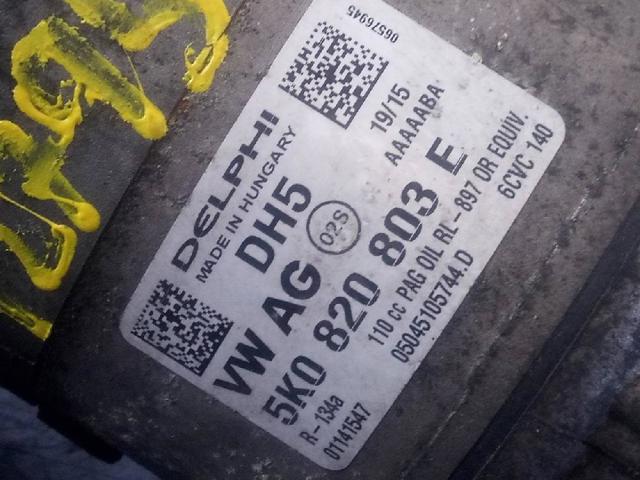 06576945
19/15
AAAAABA
DELPHI
MADE IN HUNGARY
DH5
02S
VW AG
5K0 820 803 E
110 cc PAG OIL RL-897 OR EQUIV.
05045105744.D
6CVC 140
R-134a
01141547